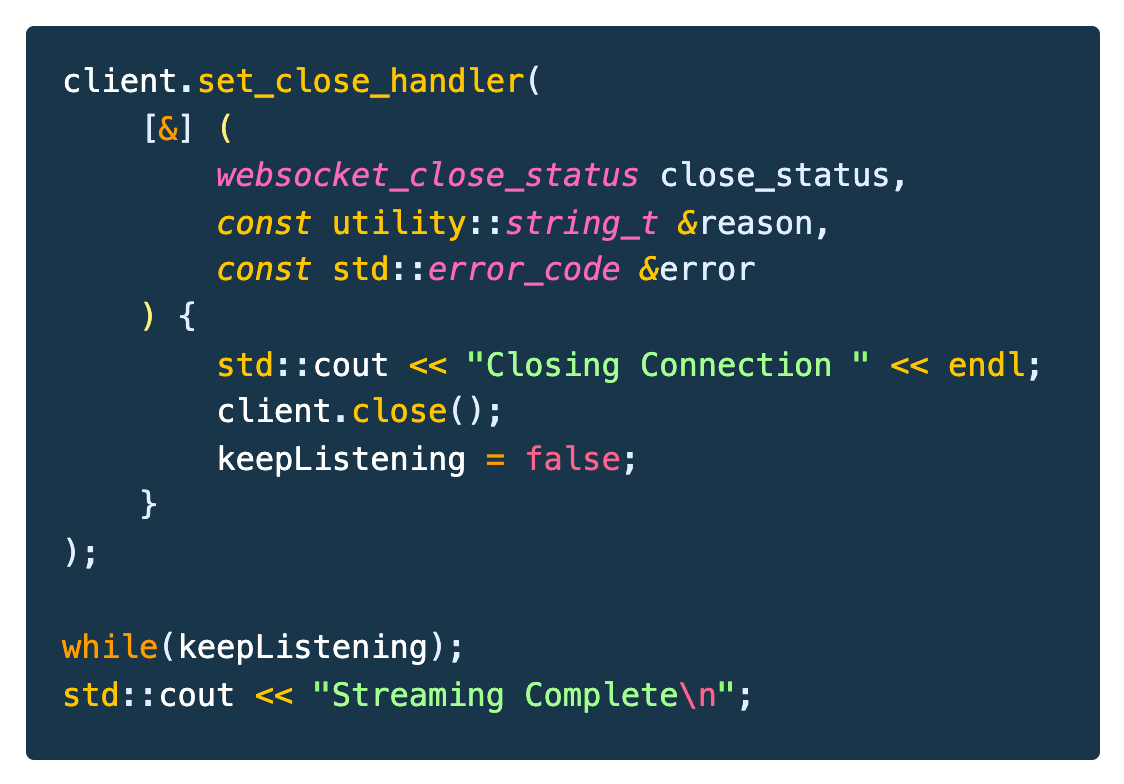 client.set_close_handler(
    [&] (
        websocket_close_status close_status,
        const utility::string_t &reason,
        const std::error_code &error
    ) {
        std::cout << "Closing Connection " << endl;
        client.close();
        keepListening = false;
    }
);

while(keepListening);
std::cout << "Streaming Complete\n";